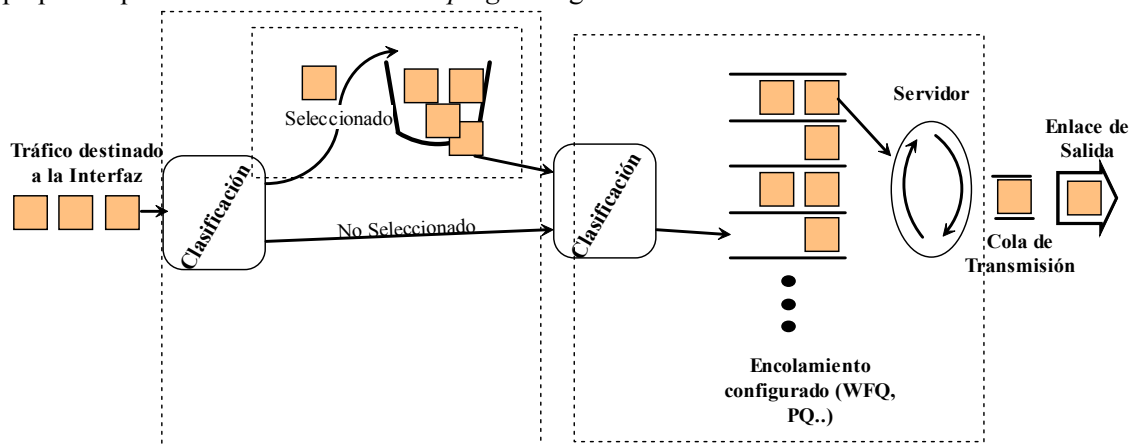 Seleccionado
Servidor
Enlace de
Salida
Tráfico destinado
a la Interfaz
Clasificación
Clasificación
No Seleccionado
Cola de
Transmisión
Encolamiento
configurado (WFQ,
PQ..)